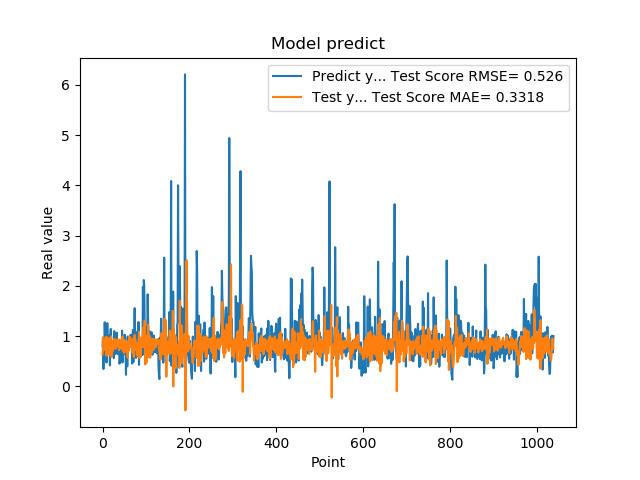 Model predict
Predict y... Test Score RMSE= 0.526
Test y... Test Score MAE= 0.3318
Real value
6
5
4
3
2
1
0
0 200 400 600 800 1000
Point